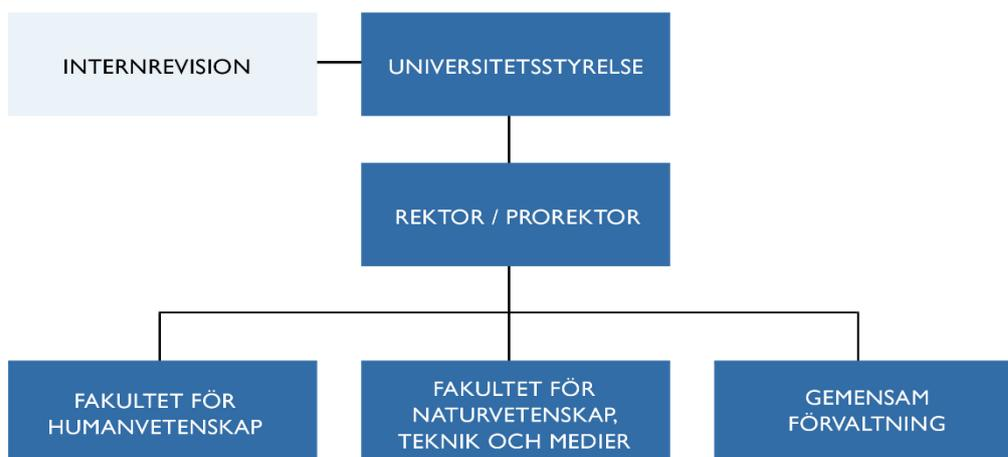 INTERNREVISION
UNIVERSITETSSTYRELSE
REKTOR / PROREKTOR
FAKULTET FÖR
HUMANVETENSKAP
FAKULTET FÖR
NATURVETENSKAP,
TEKNIK OCH MEDIER
GEMENSAM
FÖRVALTNING